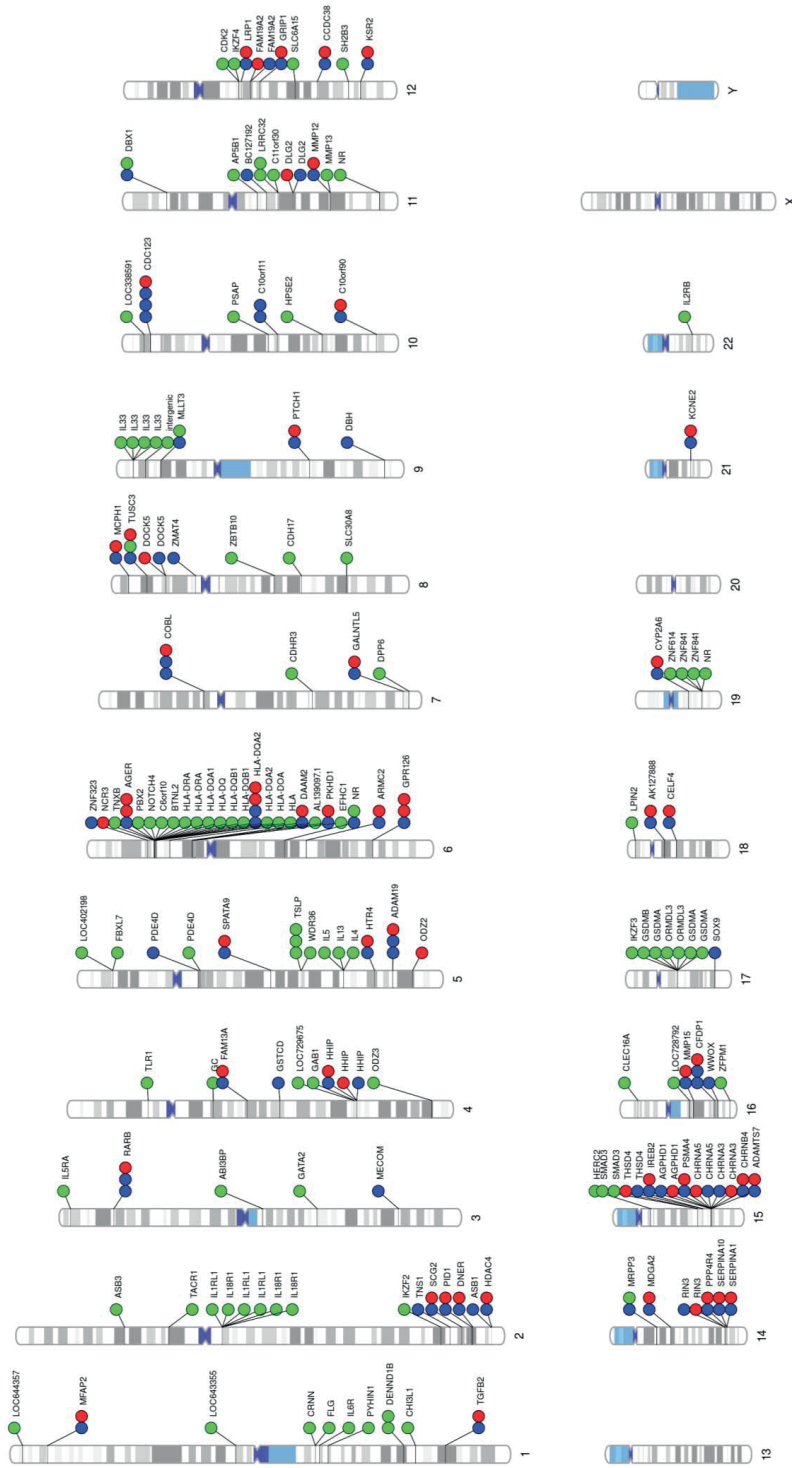 LOC644357
MFAP2
LOC643355
CRNN
FLG
IL6R
PYHIN1
DENND1B
CHI3L1
TGFB2
1
ASB3
TACR1
IL1RL1
IL18R1
IL1RL1
IL1RL1
IL18R1
IL18R1
IKZF2
TNS1
SCG2
PID1
DNER
ASB1
HDAC4
2
IL5RA
RARB
ABI3BP
GATA2
MECOM
3
TLR1
GC
FAM13A
GSTCD
LOC729675
GAB1
HHIP
HHIP
HHIP
ODZ3
4
LOC402198
FBXL7
PDE4D
PDE4D
SPATA9
TSLP
WDR36
IL5
IL13
IL4
HTR4
ADAM19
ODZ2
5
ZNF323
NCR3
TNXB
AGER
PBX2
NOTCH4
C6orf10
BTNL2
HLA-DRA
HLA-DRA
HLA-DQA1
HLA-DQ
HLA-DQB1
HLA-DQB1
HLA-DQA2
HLA-DQA2
HLA-DQA
HLA
DAAM2
AL139097.1
PKHD1
EFHC1
NR
ARMC2
GPR126
6
COBL
CDHR3
GALNTL5
DPP6
7
MCPH1
TUSC3
DOCK5
DOCK5
ZMAT4
ZBTB10
CDH17
SLC30A8
8
IL33
IL33
IL33
IL33
intergenic
MLLT3
PTCH1
DBH
9
LOC338591
CDC123
PSAP
C10orf11
HPSE2
C10orf90
10
DBX1
AP5B1
BC127192
LRRC32
C11orf30
DLG2
DLG2
MMP12
MMP13
NR
11
CDK2
IKZF4
LRP1
FAM19A2
FAM19A2
GRIP1
SLC6A15
CCDC38
SH2B3
KSR2
12
13
MRPP3
MDGA2
RIN3
RIN3
PPP4R4
SERPINA10
SERPINA1
14
HERC2
SMAD3
SMAD3
THSD4
THSD4
IREB2
AGPHD1
AGPHD1
PSMA4
CHRNA5
CHRNA5
CHRNA3
CHRNA3
CHRNB4
ADAMTS7
15
CLEC16A
LOC728792
MMP15
CFDP1
WWOX
ZFPM1
16
IKZF3
GSDMB
GSDMA
ORMDL3
ORMDL3
GSDMA
GSDMA
SOX9
17
LPIN2
AK127888
CELF4
18
CYP2A6
ZNF614
ZNF841
ZNF841
NR
19
20
KCNE2
21
IL2RB
22
X
Y